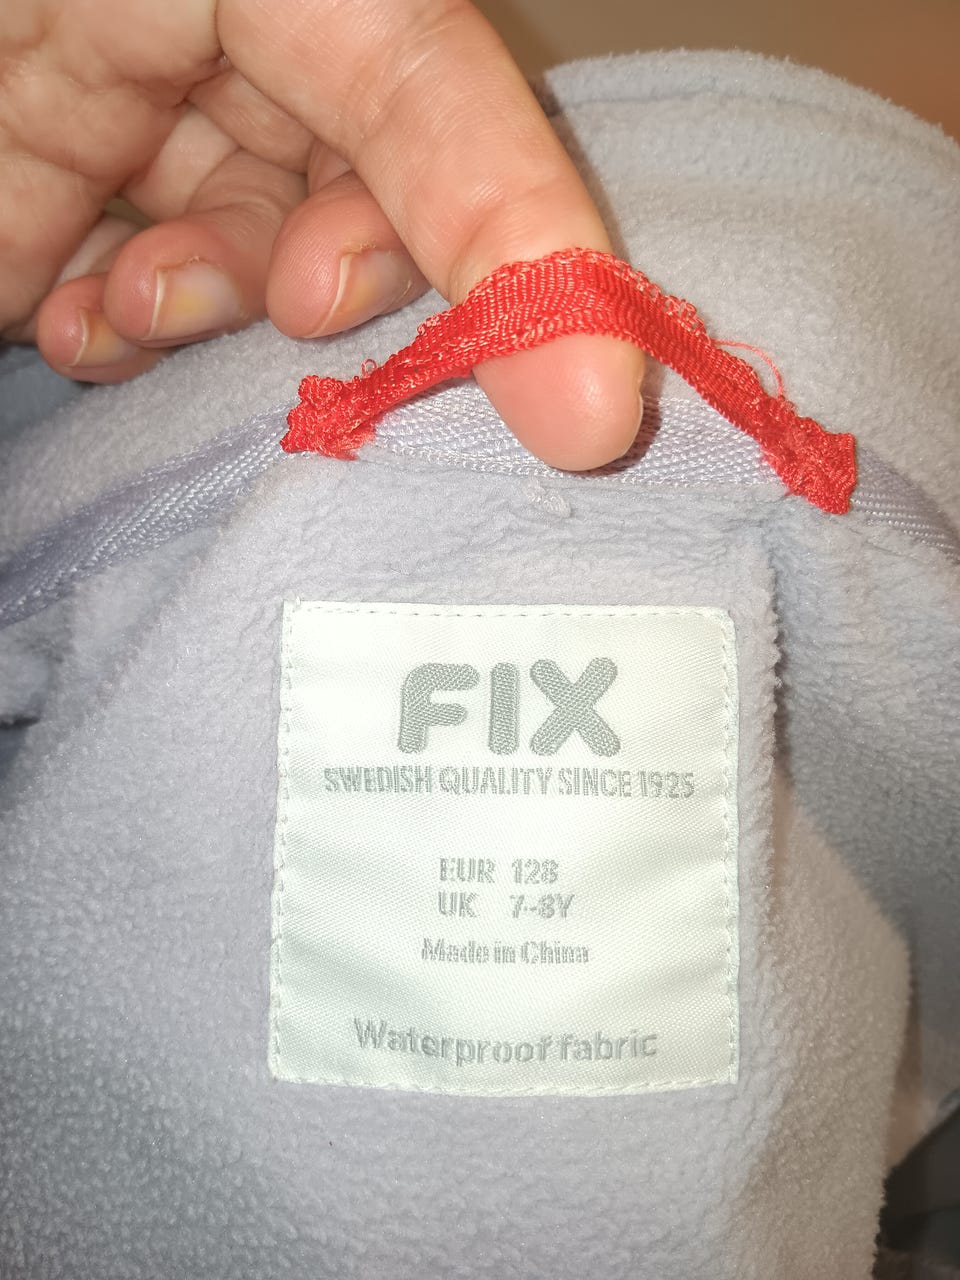 FIX
SWEDISH QUALITY SINCE 1925
EUR 128
UK 7-8Y
Made in China
Waterproof fabric